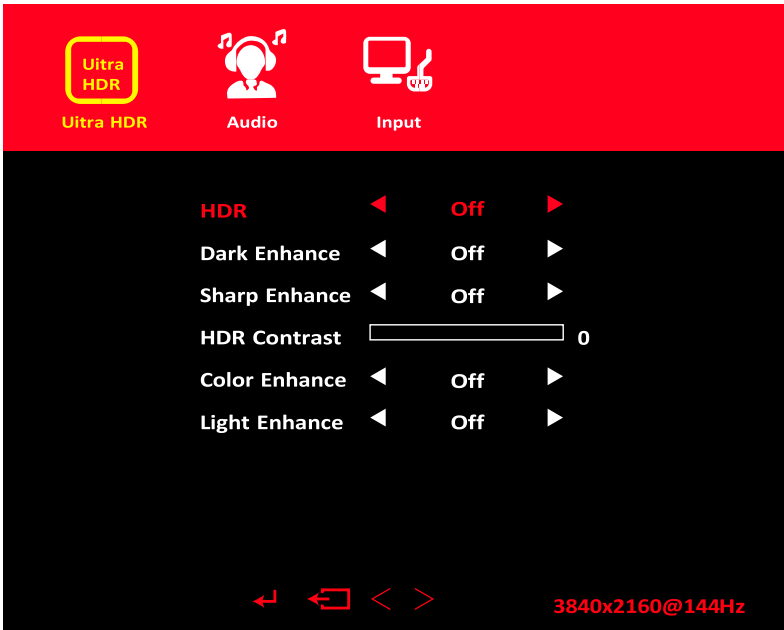 Uitra
HDR
Uitra HDR Audio Input
HDR Off
Dark Enhance Off
Sharp Enhance Off
HDR Contrast 0
Color Enhance Off
Light Enhance Off
3840x2160@144Hz